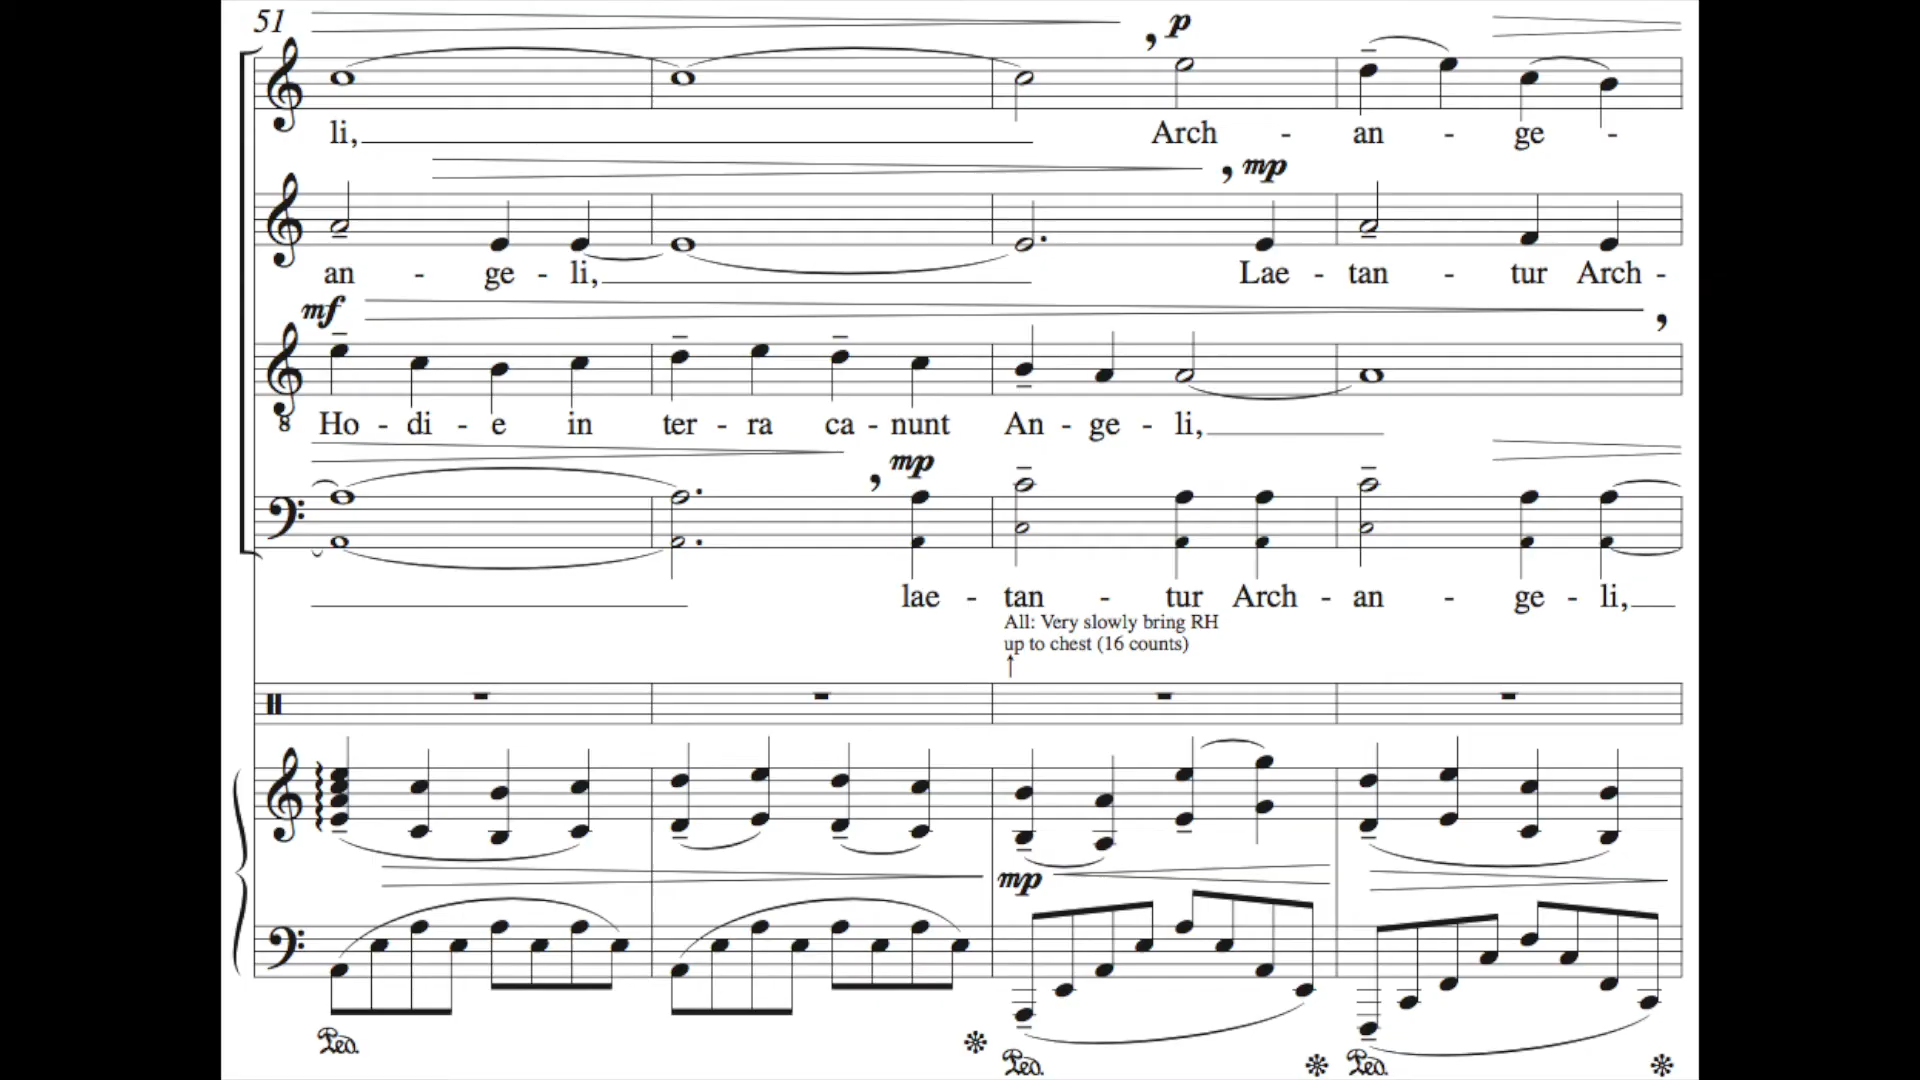 51
p
li, Arch - an - ge -
mp
an - ge - li, Lae - tan - tur Arch -
mf
8
Ho - di - e in ter - ra ca - nunt An - ge - li,
mp
lae - tan - tur Arch - an - ge - li,
All: Very slowly bring RH
up to chest (16 counts)
mp
Ped. Ped. Ped.